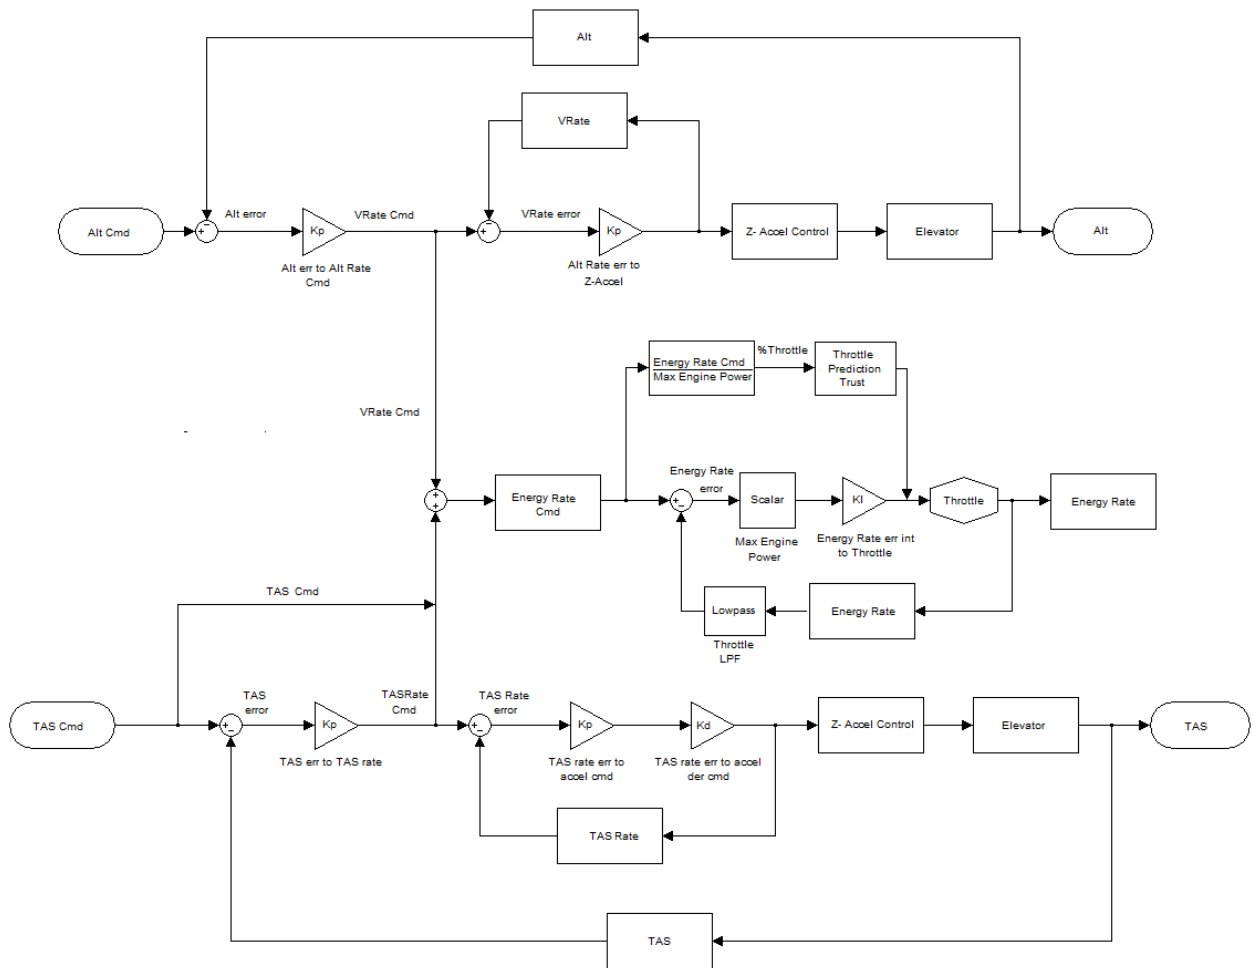 Alt
VRate
Alt Cmd
−
+
Alt error
Kp
Alt err to Alt Rate
Cmd
VRate Cmd
−
+
VRate error
Kp
Alt Rate err to
Z-Accel
Z- Accel Control
Elevator
Alt
VRate Cmd
Energy Rate Cmd
Max Engine Power
%Throttle
Throttle
Prediction
Trust
+
+
Energy Rate
Cmd
Energy Rate
error
+
−
Scalar
Max Engine
Power
KI
Energy Rate err int
to Throttle
Throttle
Energy Rate
Lowpass
Throttle
LPF
Energy Rate
TAS Cmd
TAS Cmd
TAS
error
+
−
Kp
TAS err to TAS rate
TASRate
Cmd
TAS Rate
error
+
−
Kp
TAS rate err to
accel cmd
Kd
TAS rate err to accel
der cmd
Z- Accel Control
Elevator
TAS
TAS Rate
TAS